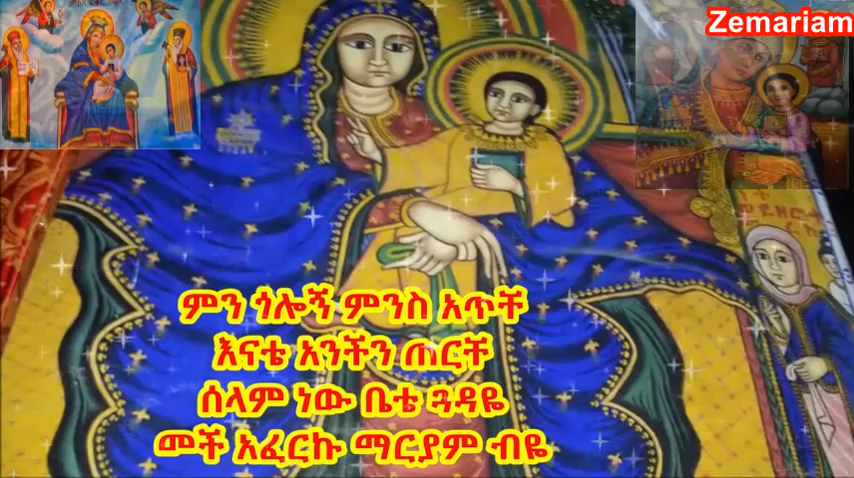 Zemariam
ምን ጎሎኝ ምንስ አጥቸ
እናቴ አንችን ጠርቸ
ሰላም ነው ቤቴ ጓዳዬ
መች አፈርኩ ማርያም ብዬ